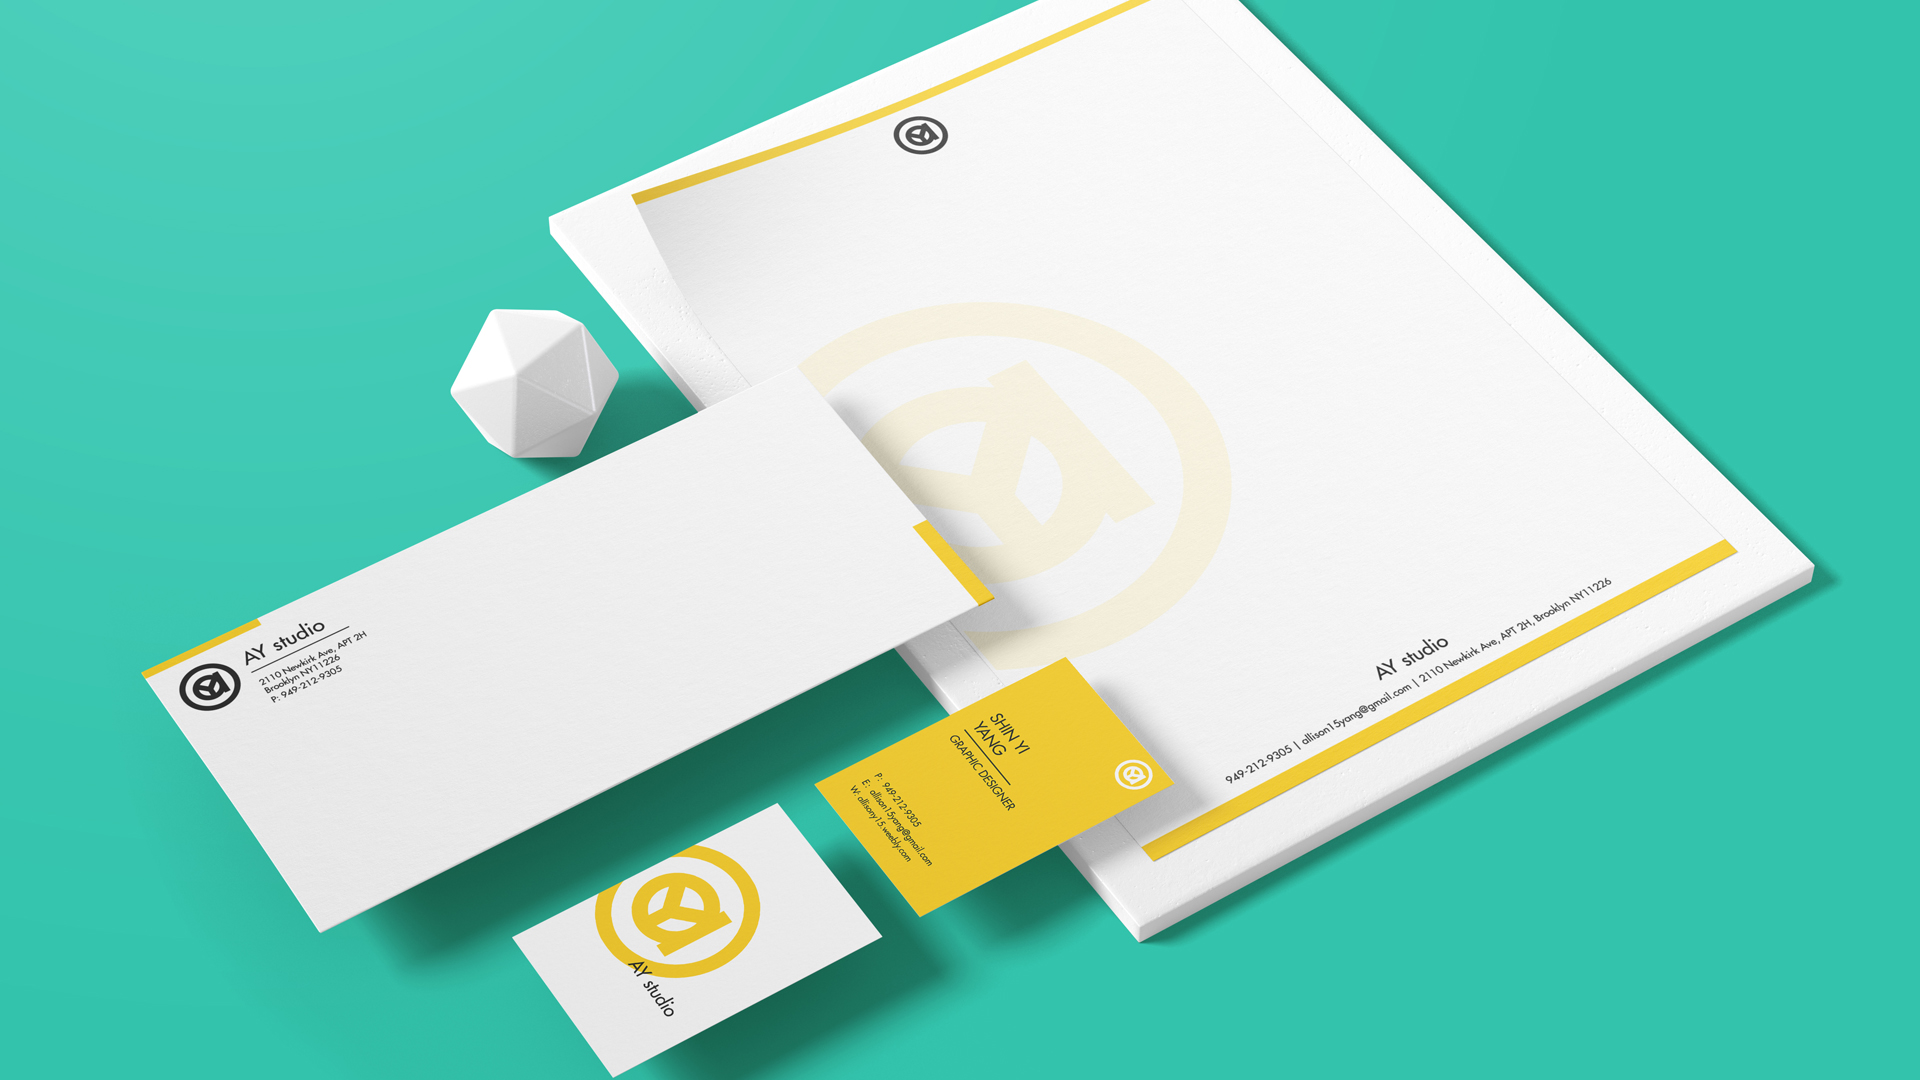 AY studio
2110 Newkirk Ave, APT 2H
Brooklyn NY11226
P: 949-212-9305
AY studio
949-212-9305 | allison15yang@gmail.com | 2110 Newkirk Ave, APT 2H, Brooklyn NY11226
SHIN YI
YANG
GRAPHIC DESIGNER
P: 949-212-9305
E: allison15yang@gmail.com
W: allisony15.weebly.com
AY studio